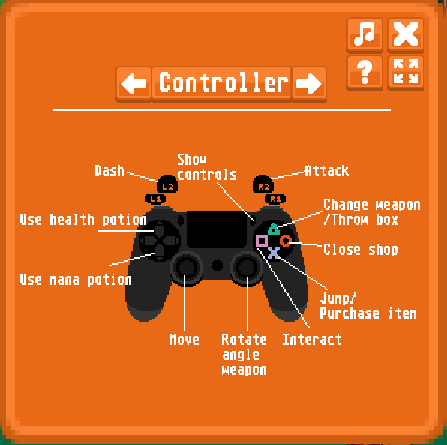 ?
Controller
Show
controls
Dash
Attack
L2
R2
L1
R1
Change weapon
/Throw box
Use health potion
Close shop
Use mana potion
Jump/
Purchase item
Move
Rotate
angle
weapon
Interact